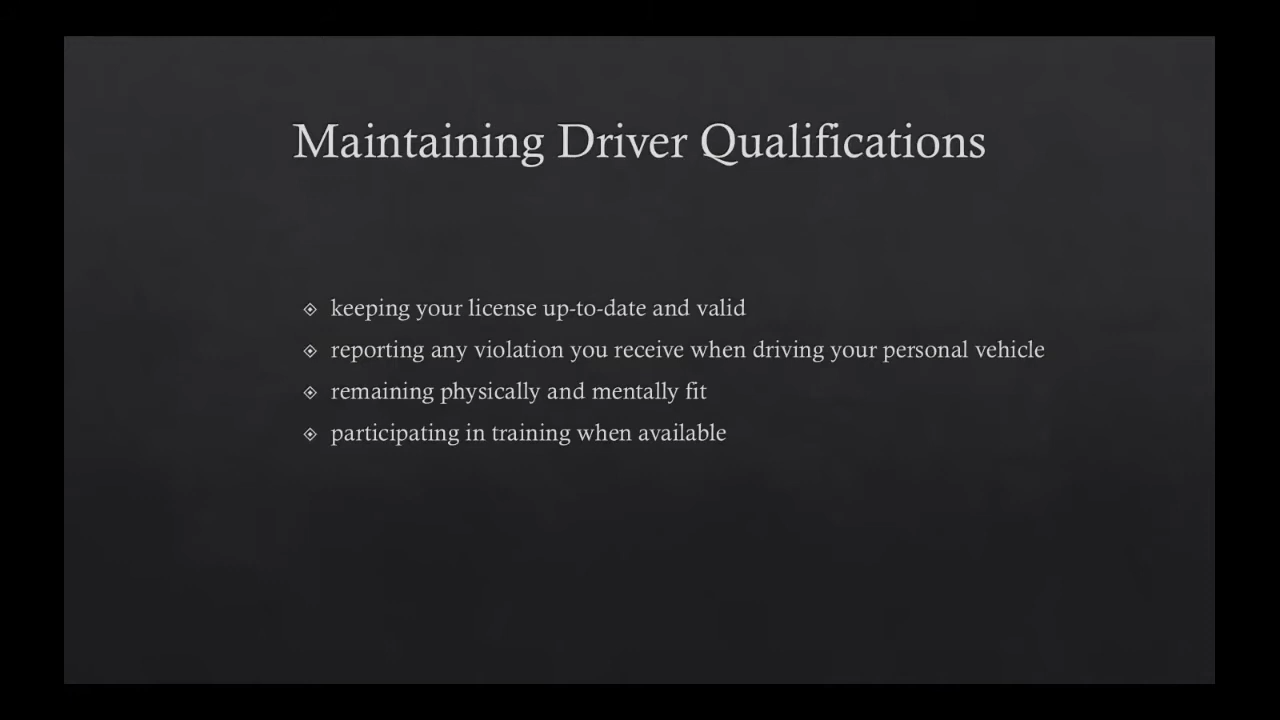 Maintaining Driver Qualifications
keeping your license up-to-date and valid
reporting any violation you receive when driving your personal vehicle
remaining physically and mentally fit
participating in training when available